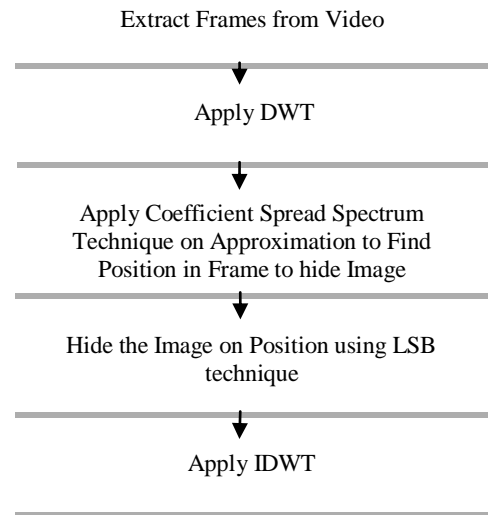 Extract Frames from Video
Apply DWT
Apply Coefficient Spread Spectrum
Technique on Approximation to Find
Position in Frame to hide Image
Hide the Image on Position using LSB
technique
Apply IDWT